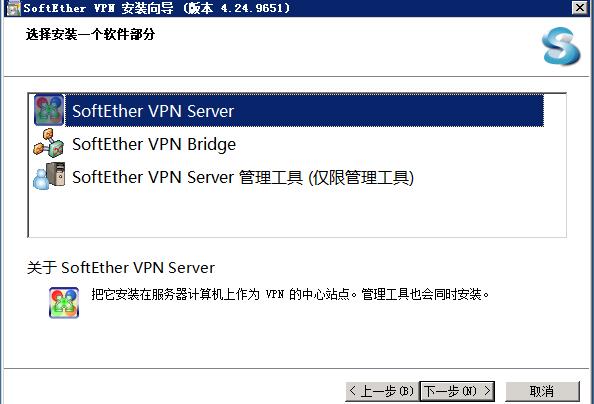 SoftEther VPN 安装向导 (版本 4.24.9651)
选择安装一个软件部分
SoftEther VPN Server
SoftEther VPN Bridge
SoftEther VPN Server 管理工具 (仅限管理工具)
关于 SoftEther VPN Server
把它安装在服务器计算机上作为 VPN 的中心站点。管理工具也会同时安装。
< 上一步(B) 下一步(N) > 取消